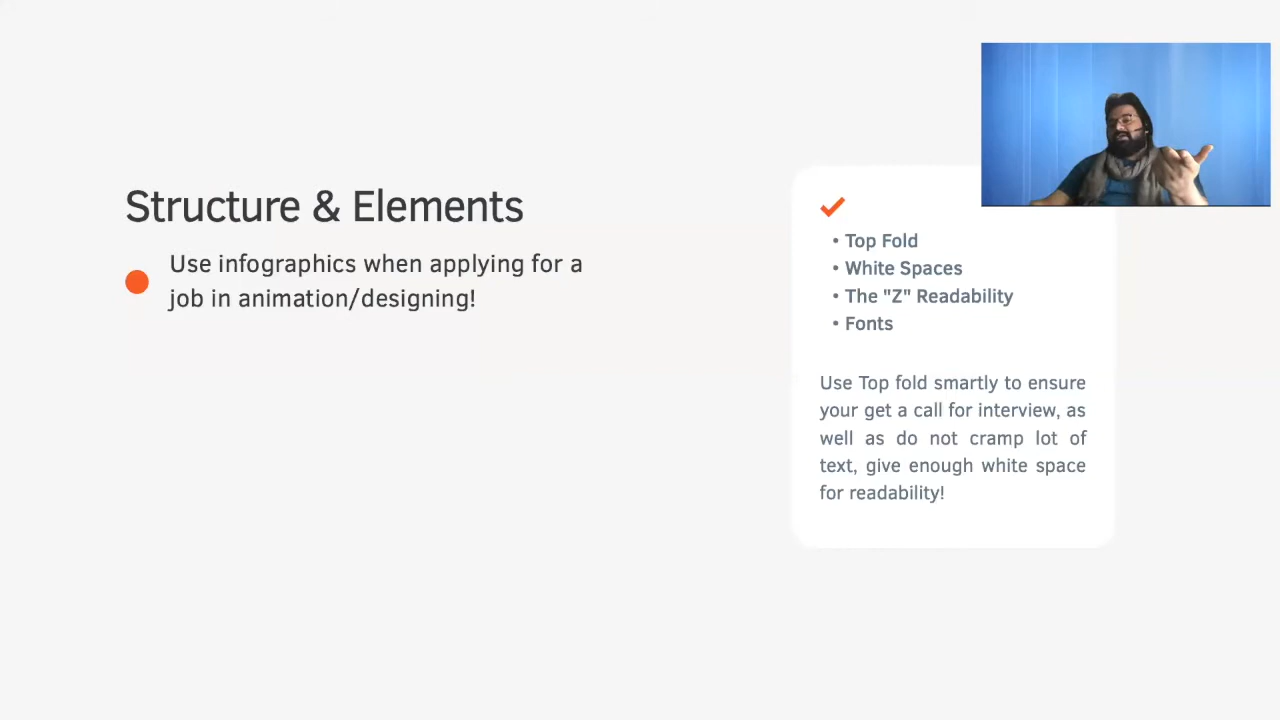 Structure & Elements
Use infographics when applying for a
job in animation/designing!
• Top Fold
• White Spaces
• The "Z" Readability
• Fonts
Use Top fold smartly to ensure
your get a call for interview, as
well as do not cramp lot of
text, give enough white space
for readability!